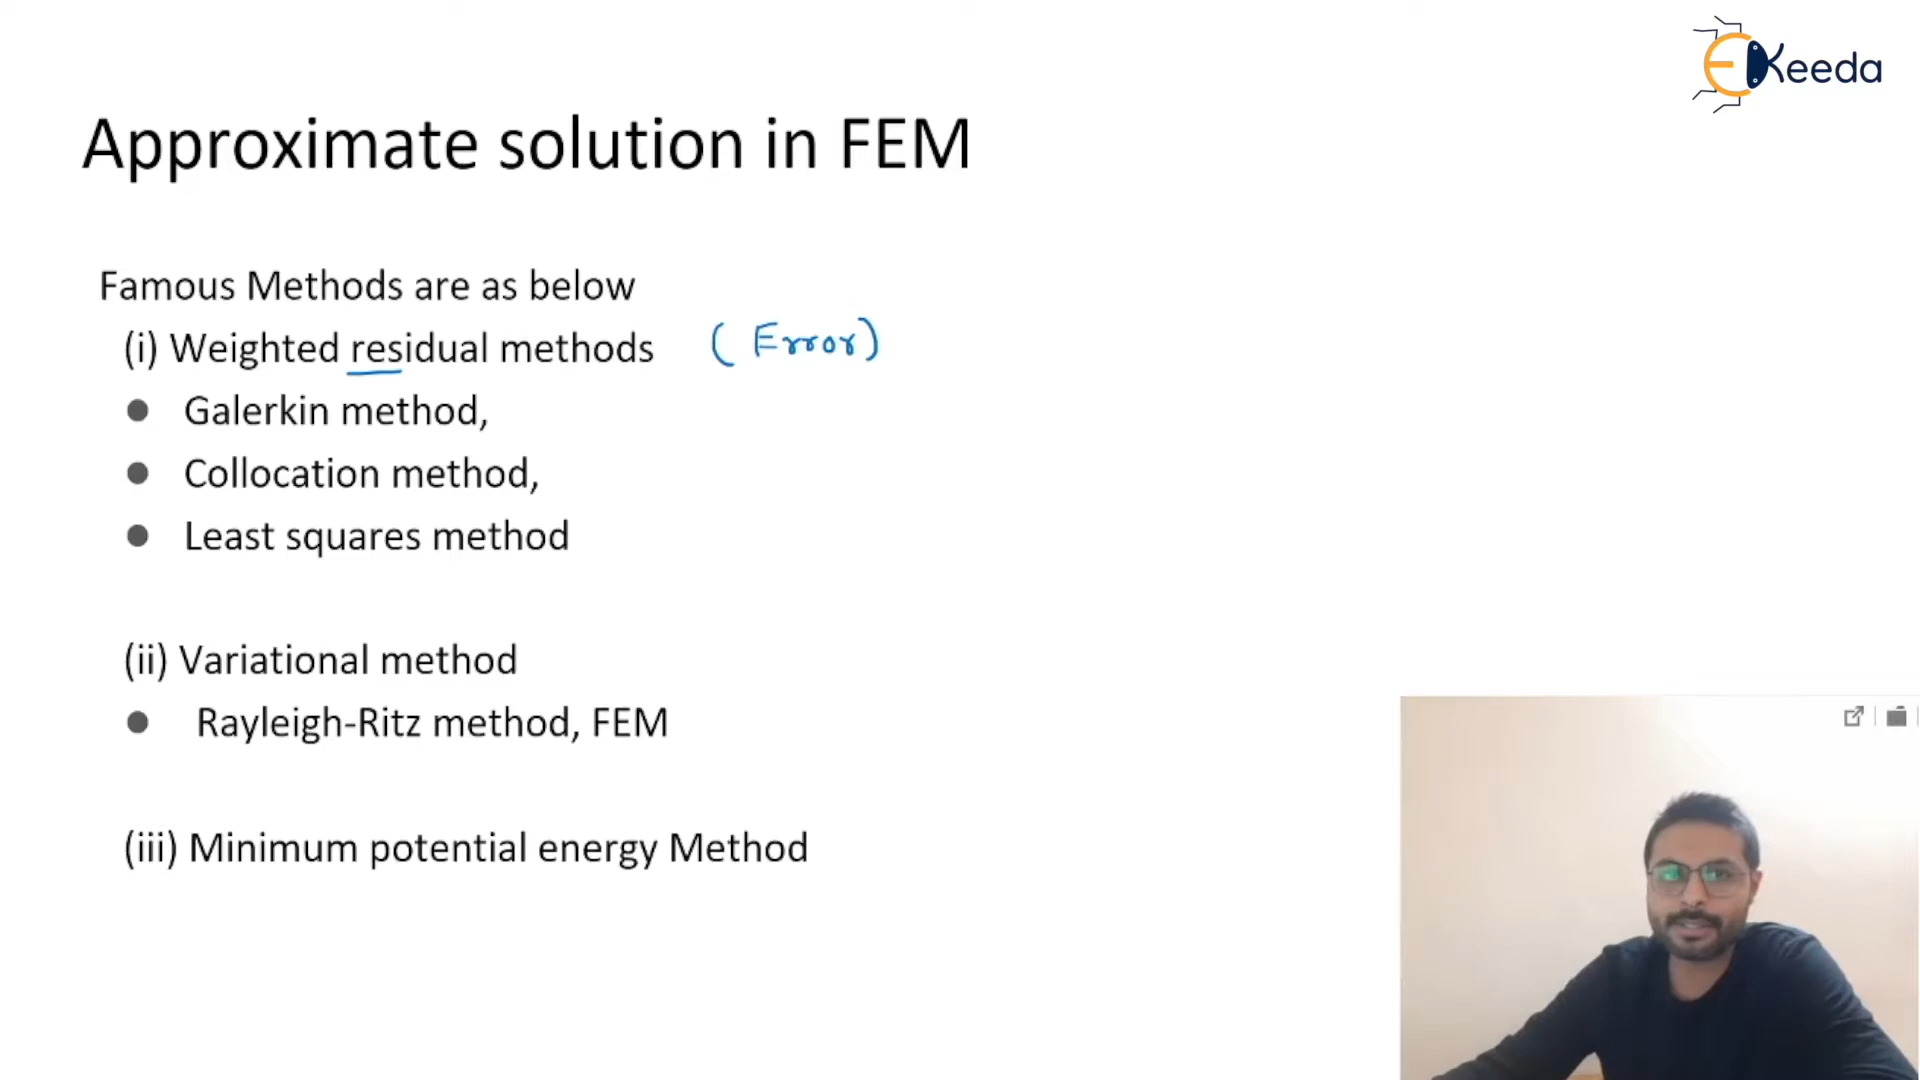 EKeeda
Approximate solution in FEM
Famous Methods are as below
(i) Weighted residual methods (Error)
● Galerkin method,
● Collocation method,
● Least squares method
(ii) Variational method
● Rayleigh-Ritz method, FEM
(iii) Minimum potential energy Method